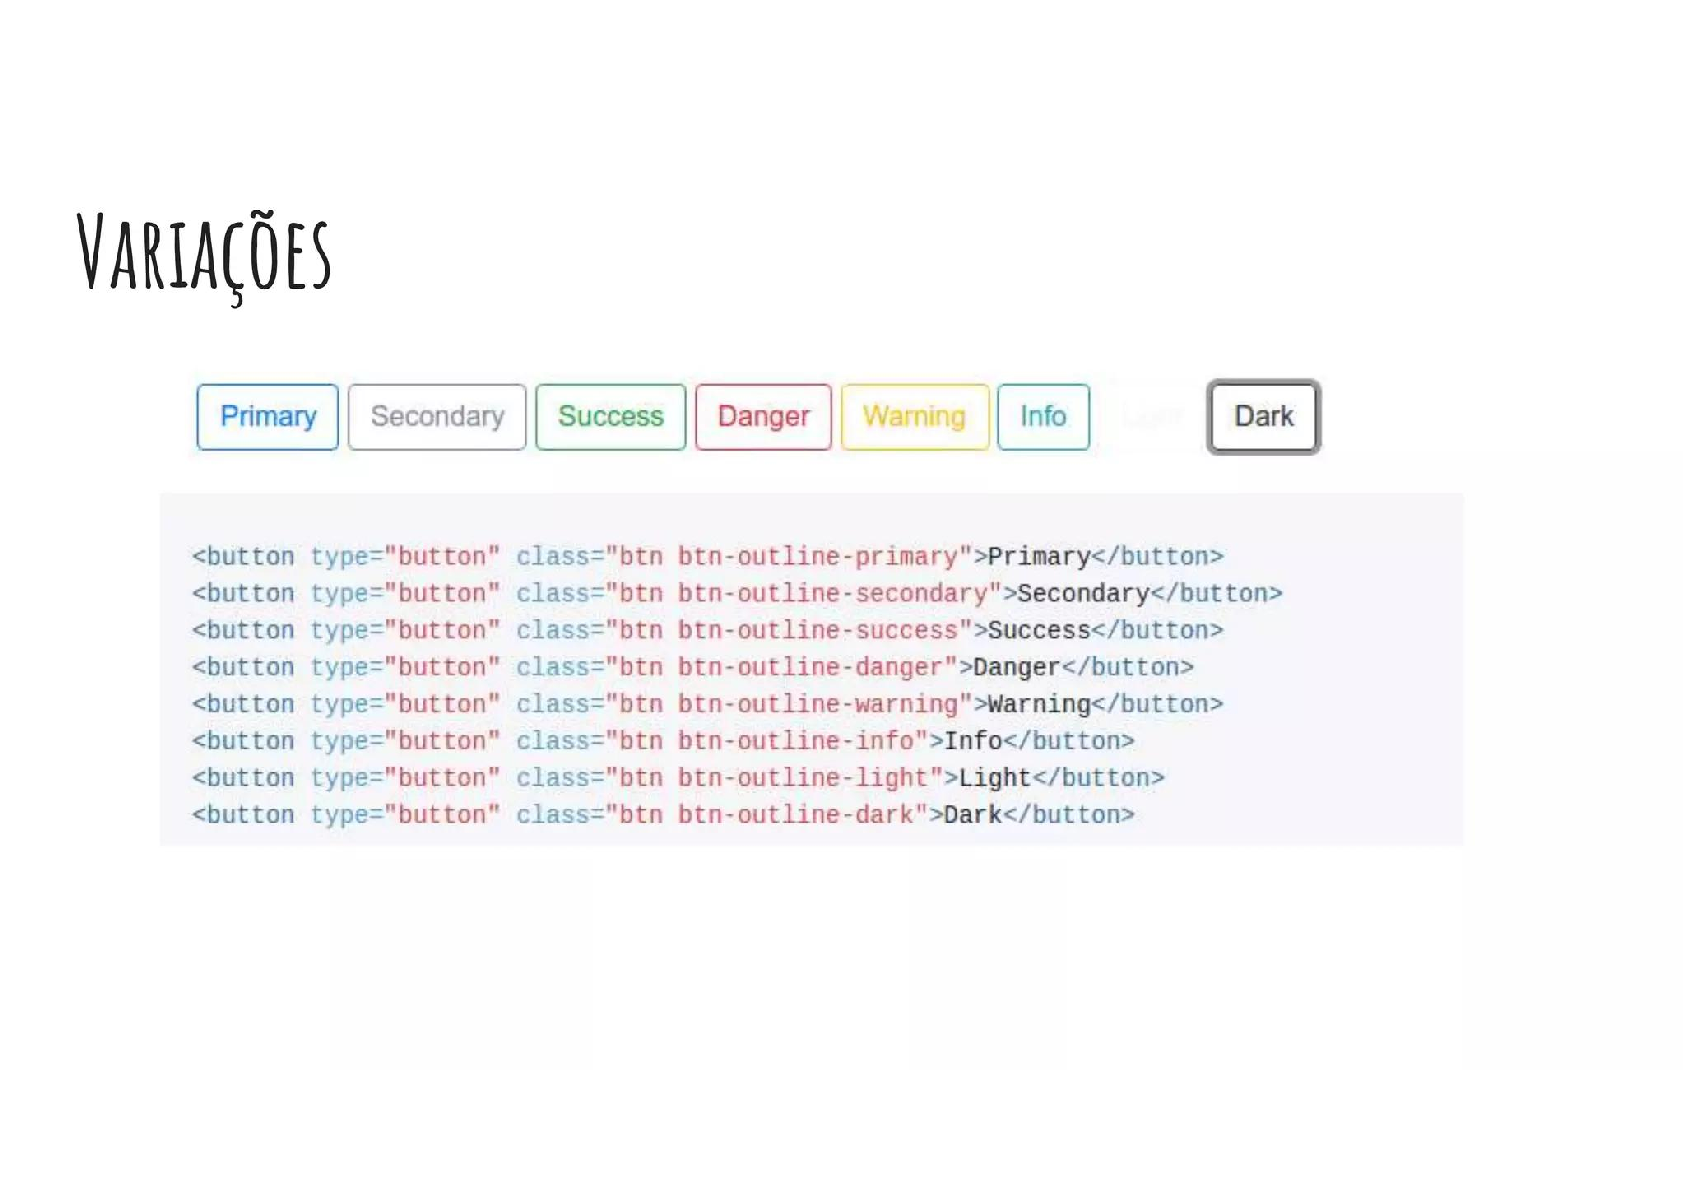 Variações
Primary Secondary Success Danger Warning Info Light Dark
<button type="button" class="btn btn-outline-primary">Primary</button>
<button type="button" class="btn btn-outline-secondary">Secondary</button>
<button type="button" class="btn btn-outline-success">Success</button>
<button type="button" class="btn btn-outline-danger">Danger</button>
<button type="button" class="btn btn-outline-warning">Warning</button>
<button type="button" class="btn btn-outline-info">Info</button>
<button type="button" class="btn btn-outline-light">Light</button>
<button type="button" class="btn btn-outline-dark">Dark</button>